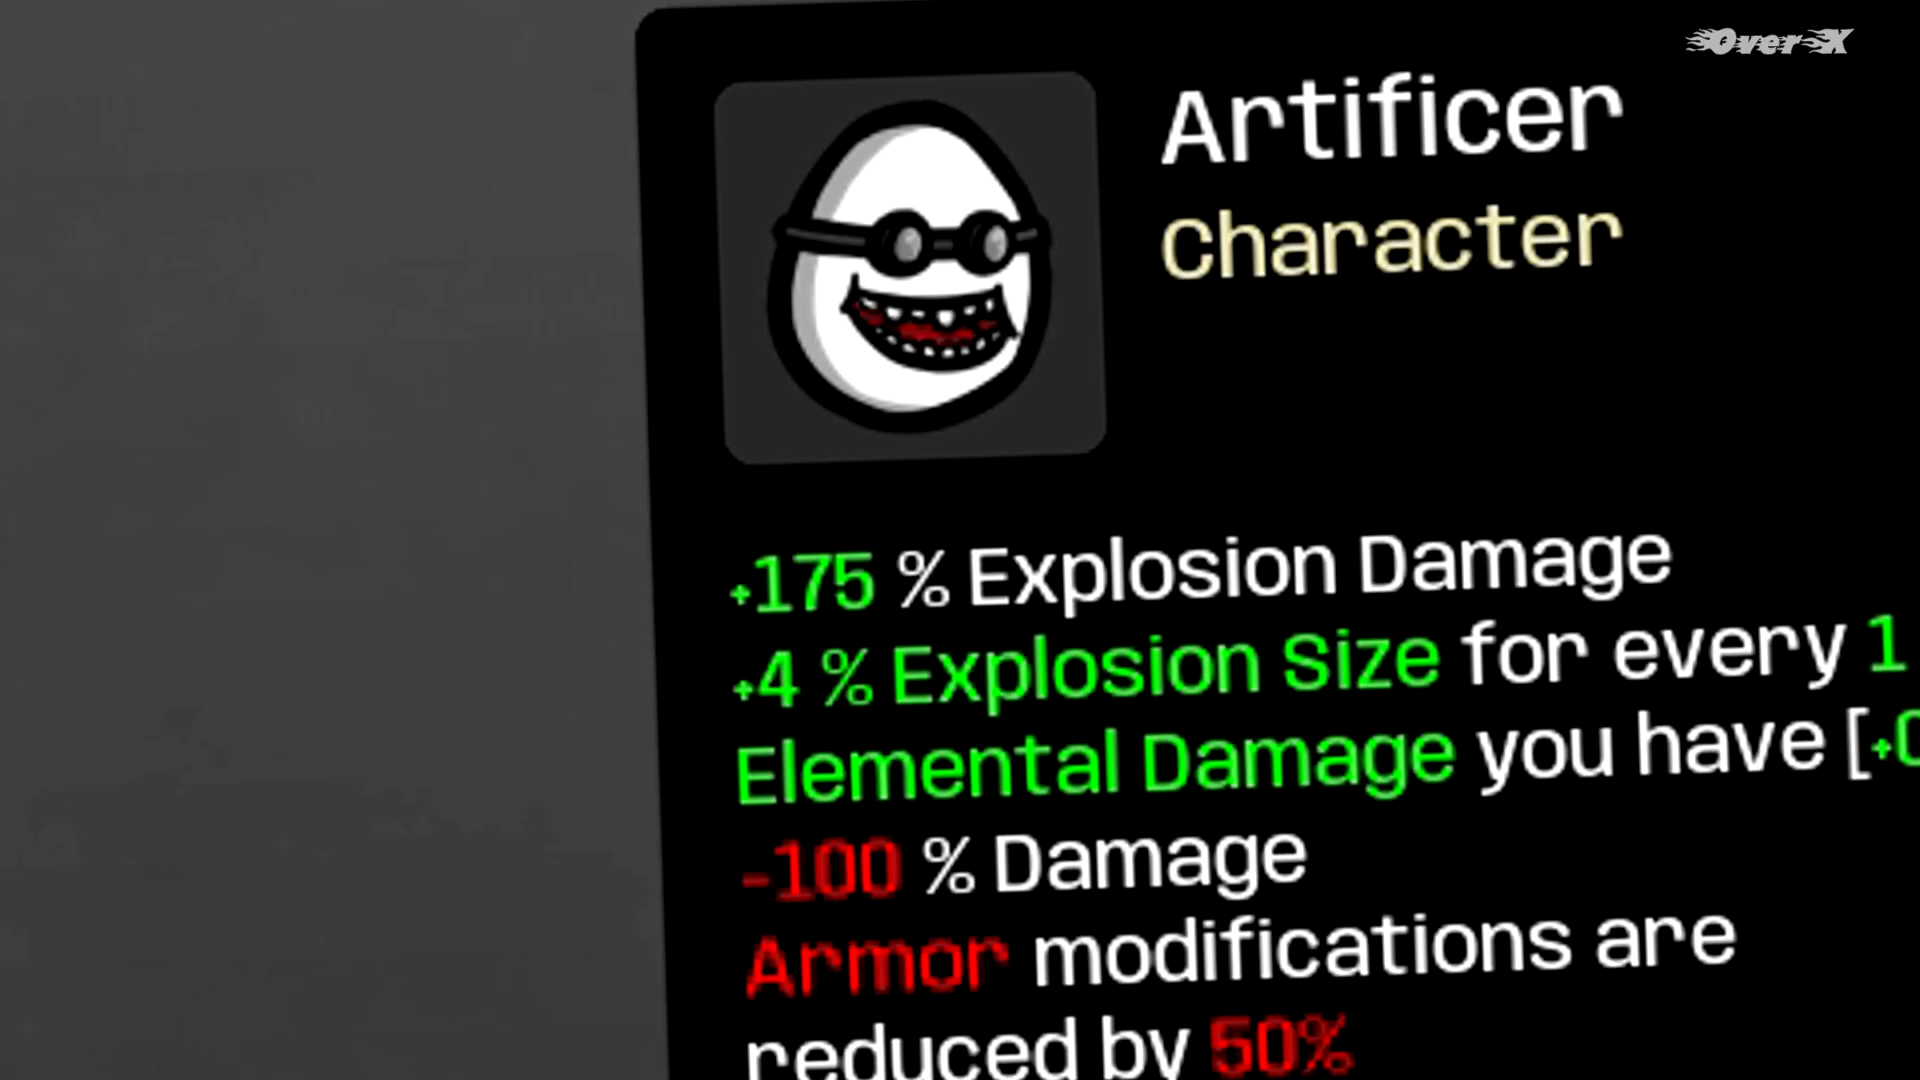 Over-X
Artificer
Character
+175 % Explosion Damage
+4 % Explosion Size for every 1
Elemental Damage you have [+0
-100 % Damage
Armor modifications are
reduced by 50%